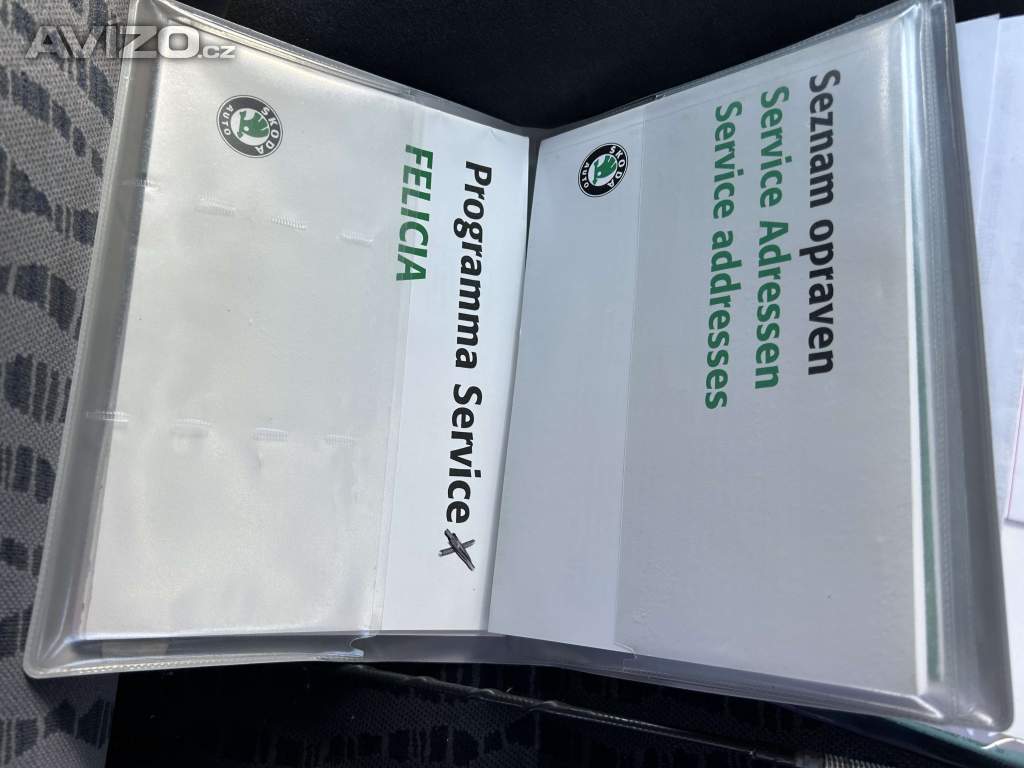 AVIZO.cz
ŠKODA
AUTO
Programma Service
FELICIA
ŠKODA
AUTO
Seznam opraven
Service Adressen
Service addresses